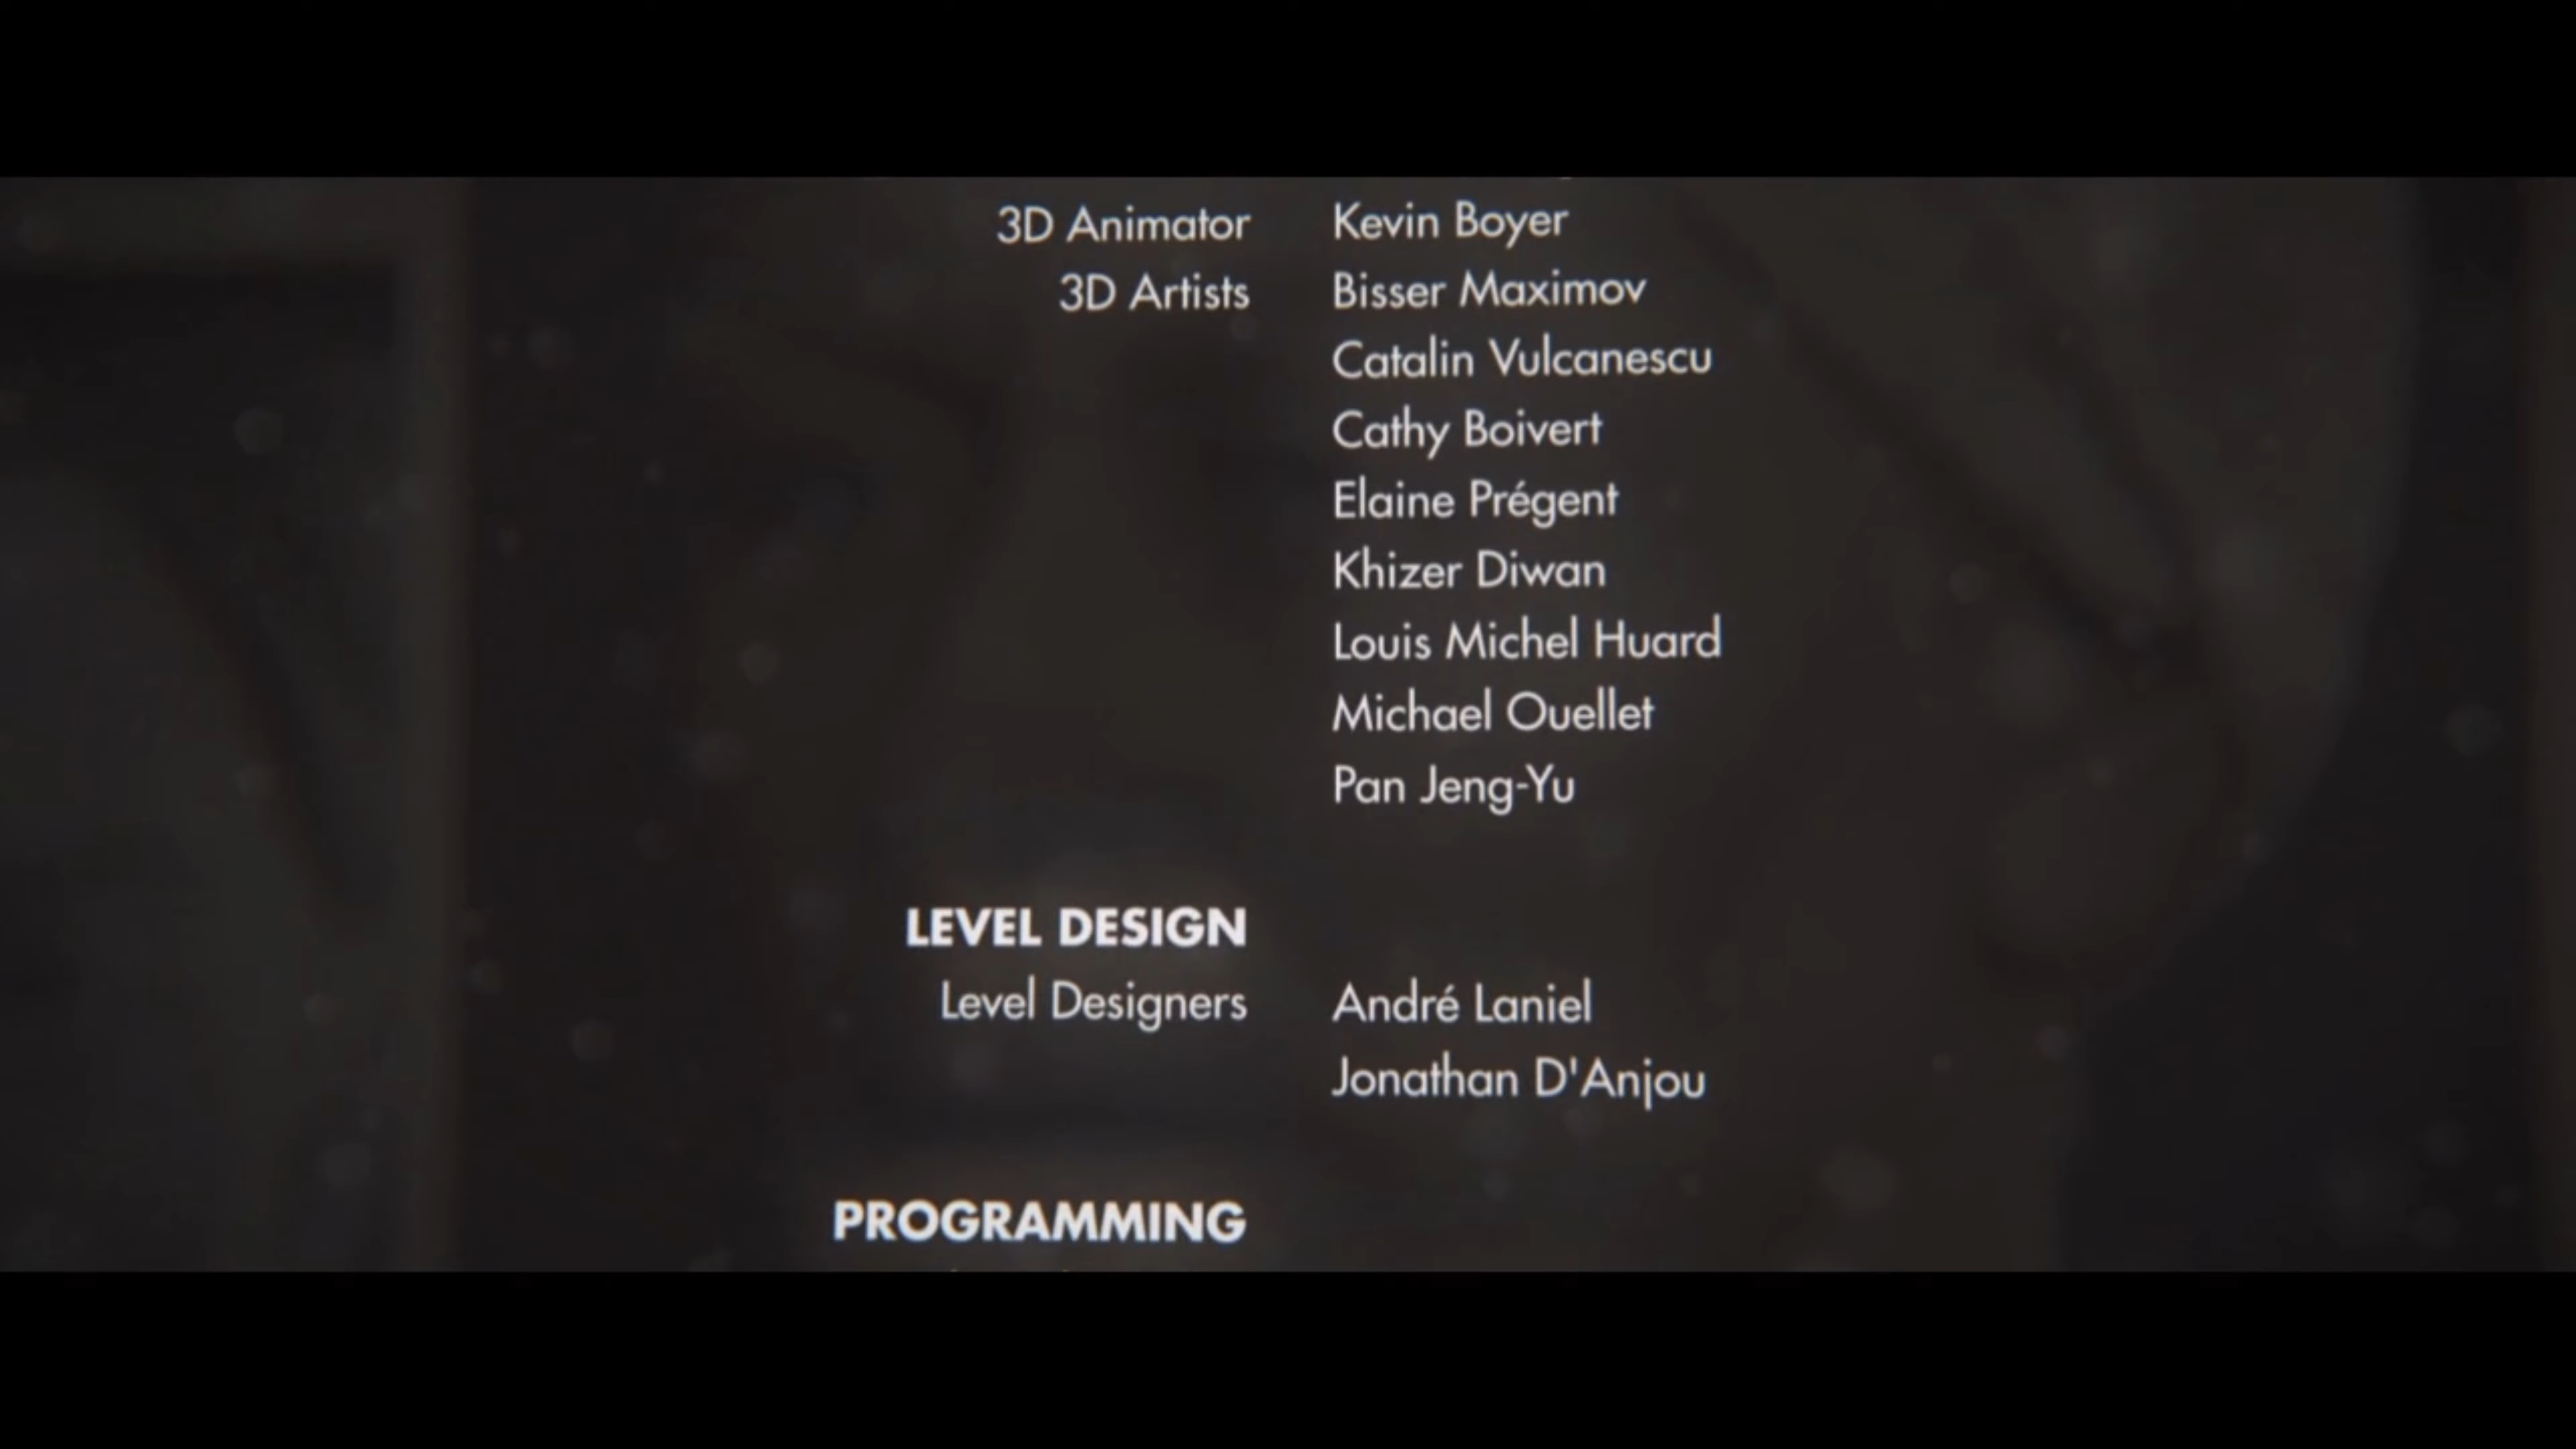 3D Animator Kevin Boyer
3D Artists Bisser Maximov
Catalin Vulcanescu
Cathy Boivert
Elaine Prégent
Khizer Diwan
Louis Michel Huard
Michael Ouellet
Pan Jeng-Yu
LEVEL DESIGN
Level Designers André Laniel
Jonathan D'Anjou
PROGRAMMING